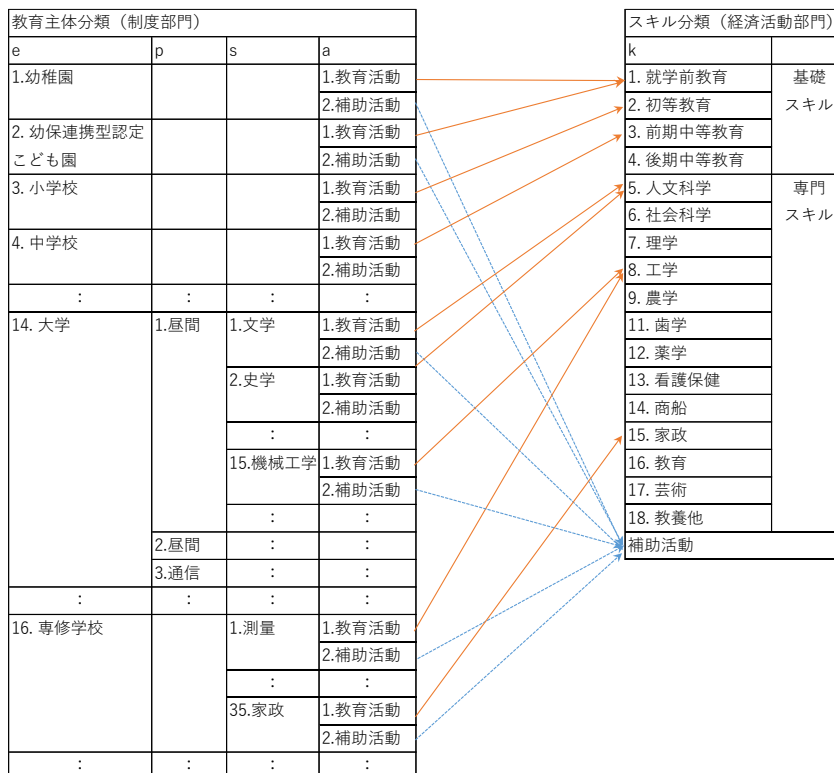 教育主体分類（制度部門）
e p s a
1.幼稚園 1.教育活動
2.補助活動
2. 幼保連携型認定 1.教育活動
こども園 2.補助活動
3. 小学校 1.教育活動
2.補助活動
4. 中学校 1.教育活動
2.補助活動
： ： ： ：
14. 大学 1.昼間 1.文学 1.教育活動
2.補助活動
2.史学 1.教育活動
2.補助活動
： ：
15.機械工学 1.教育活動
2.補助活動
： ：
2.昼間 ： ：
3.通信 ： ：
： ： ： ：
16. 専修学校 1.測量 1.教育活動
2.補助活動
： ：
35.家政 1.教育活動
2.補助活動
： ： ： ：
スキル分類（経済活動部門）
k
1. 就学前教育 基礎
2. 初等教育 スキル
3. 前期中等教育
4. 後期中等教育
5. 人文科学 専門
6. 社会科学 スキル
7. 理学
8. 工学
9. 農学
11. 歯学
12. 薬学
13. 看護保健
14. 商船
15. 家政
16. 教育
17. 芸術
18. 教養他
補助活動